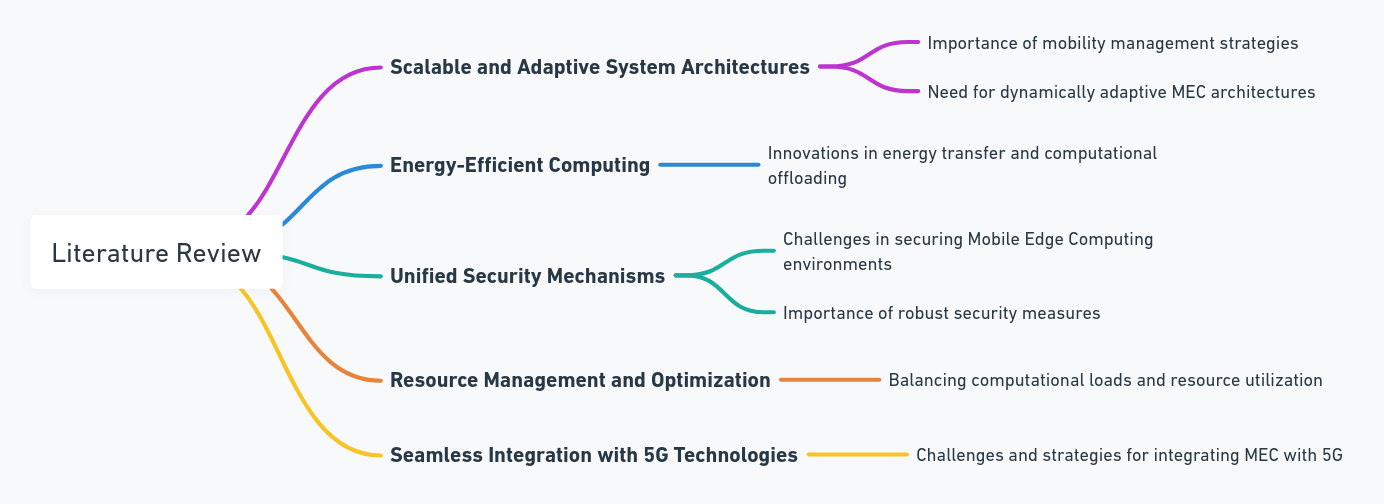 Literature Review
Scalable and Adaptive System Architectures
Importance of mobility management strategies
Need for dynamically adaptive MEC architectures
Energy-Efficient Computing
Innovations in energy transfer and computational
offloading
Unified Security Mechanisms
Challenges in securing Mobile Edge Computing
environments
Importance of robust security measures
Resource Management and Optimization
Balancing computational loads and resource utilization
Seamless Integration with 5G Technologies
Challenges and strategies for integrating MEC with 5G